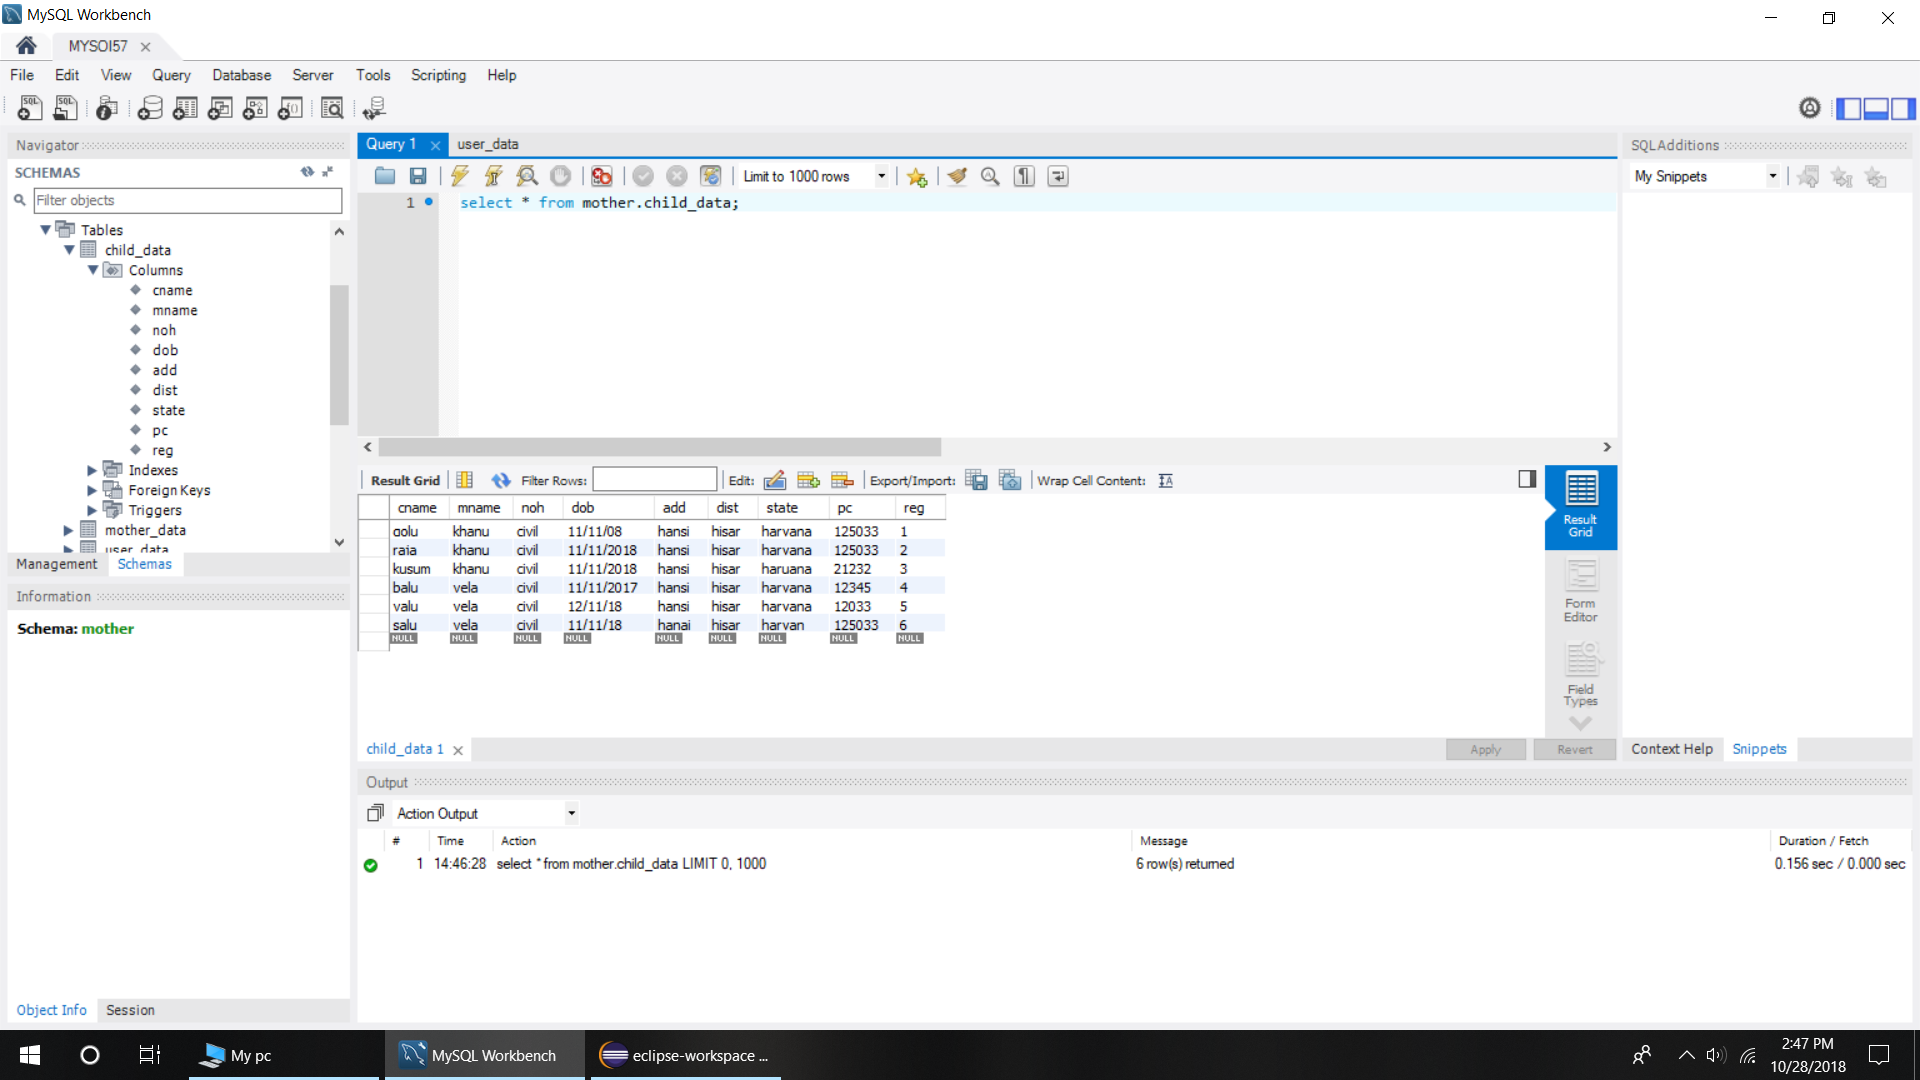 MySQL Workbench
MYSQl57
File Edit View Query Database Server Tools Scripting Help
Navigator
SCHEMAS
Filter objects
Tables
child_data
Columns
cname
mname
noh
dob
add
dist
state
pc
reg
Indexes
Foreign Keys
Triggers
mother_data
user_data
Management Schemas
Information
Schema: mother
Object Info Session
Query 1 user_data
Limit to 1000 rows
1 select * from mother.child_data;
Result Grid Filter Rows: Edit: Export/Import: Wrap Cell Content:
cname mname noh dob add dist state pc reg
golu khanu civil 11/11/08 hansi hisar haryana 125033 1
raja khanu civil 11/11/2018 hansi hisar haryana 125033 2
kusum khanu civil 11/11/2018 hansi hisar haruana 21232 3
balu vela civil 11/11/2017 hansi hisar haryana 12345 4
valu vela civil 12/11/18 hansi hisar haryana 12033 5
salu vela civil 11/11/18 hanai hisar haryan 125033 6
NULL NULL NULL NULL NULL NULL NULL NULL NULL
Result Grid
Form Editor
Field Types
child_data 1
Apply Revert
SQLAdditions
My Snippets
Context Help Snippets
Output
Action Output
# Time Action Message Duration / Fetch
1 14:46:28 select * from mother.child_data LIMIT 0, 1000 6 row(s) returned 0.156 sec / 0.000 sec
My pc MySQL Workbench eclipse-workspace ...
2:47 PM
10/28/2018